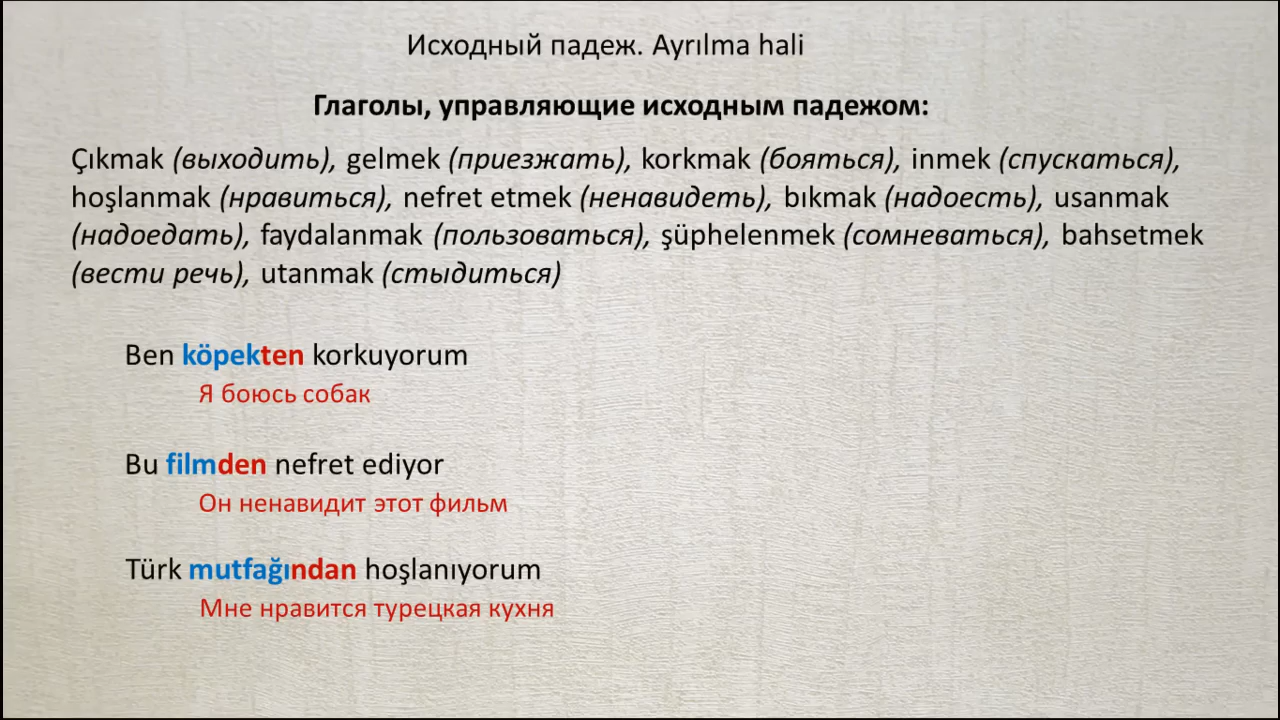 Исходный падеж. Ayrılma hali
Глаголы, управляющие исходным падежом:
Çıkmak (выходить), gelmek (приезжать), korkmak (бояться), inmek (спускаться),
hoşlanmak (нравиться), nefret etmek (ненавидеть), bıkmak (надоесть), usanmak
(надоедать), faydalanmak (пользоваться), şüphelenmek (сомневаться), bahsetmek
(вести речь), utanmak (стыдиться)
Ben köpekten korkuyorum
Я боюсь собак
Bu filmden nefret ediyor
Он ненавидит этот фильм
Türk mutfağından hoşlanıyorum
Мне нравится турецкая кухня